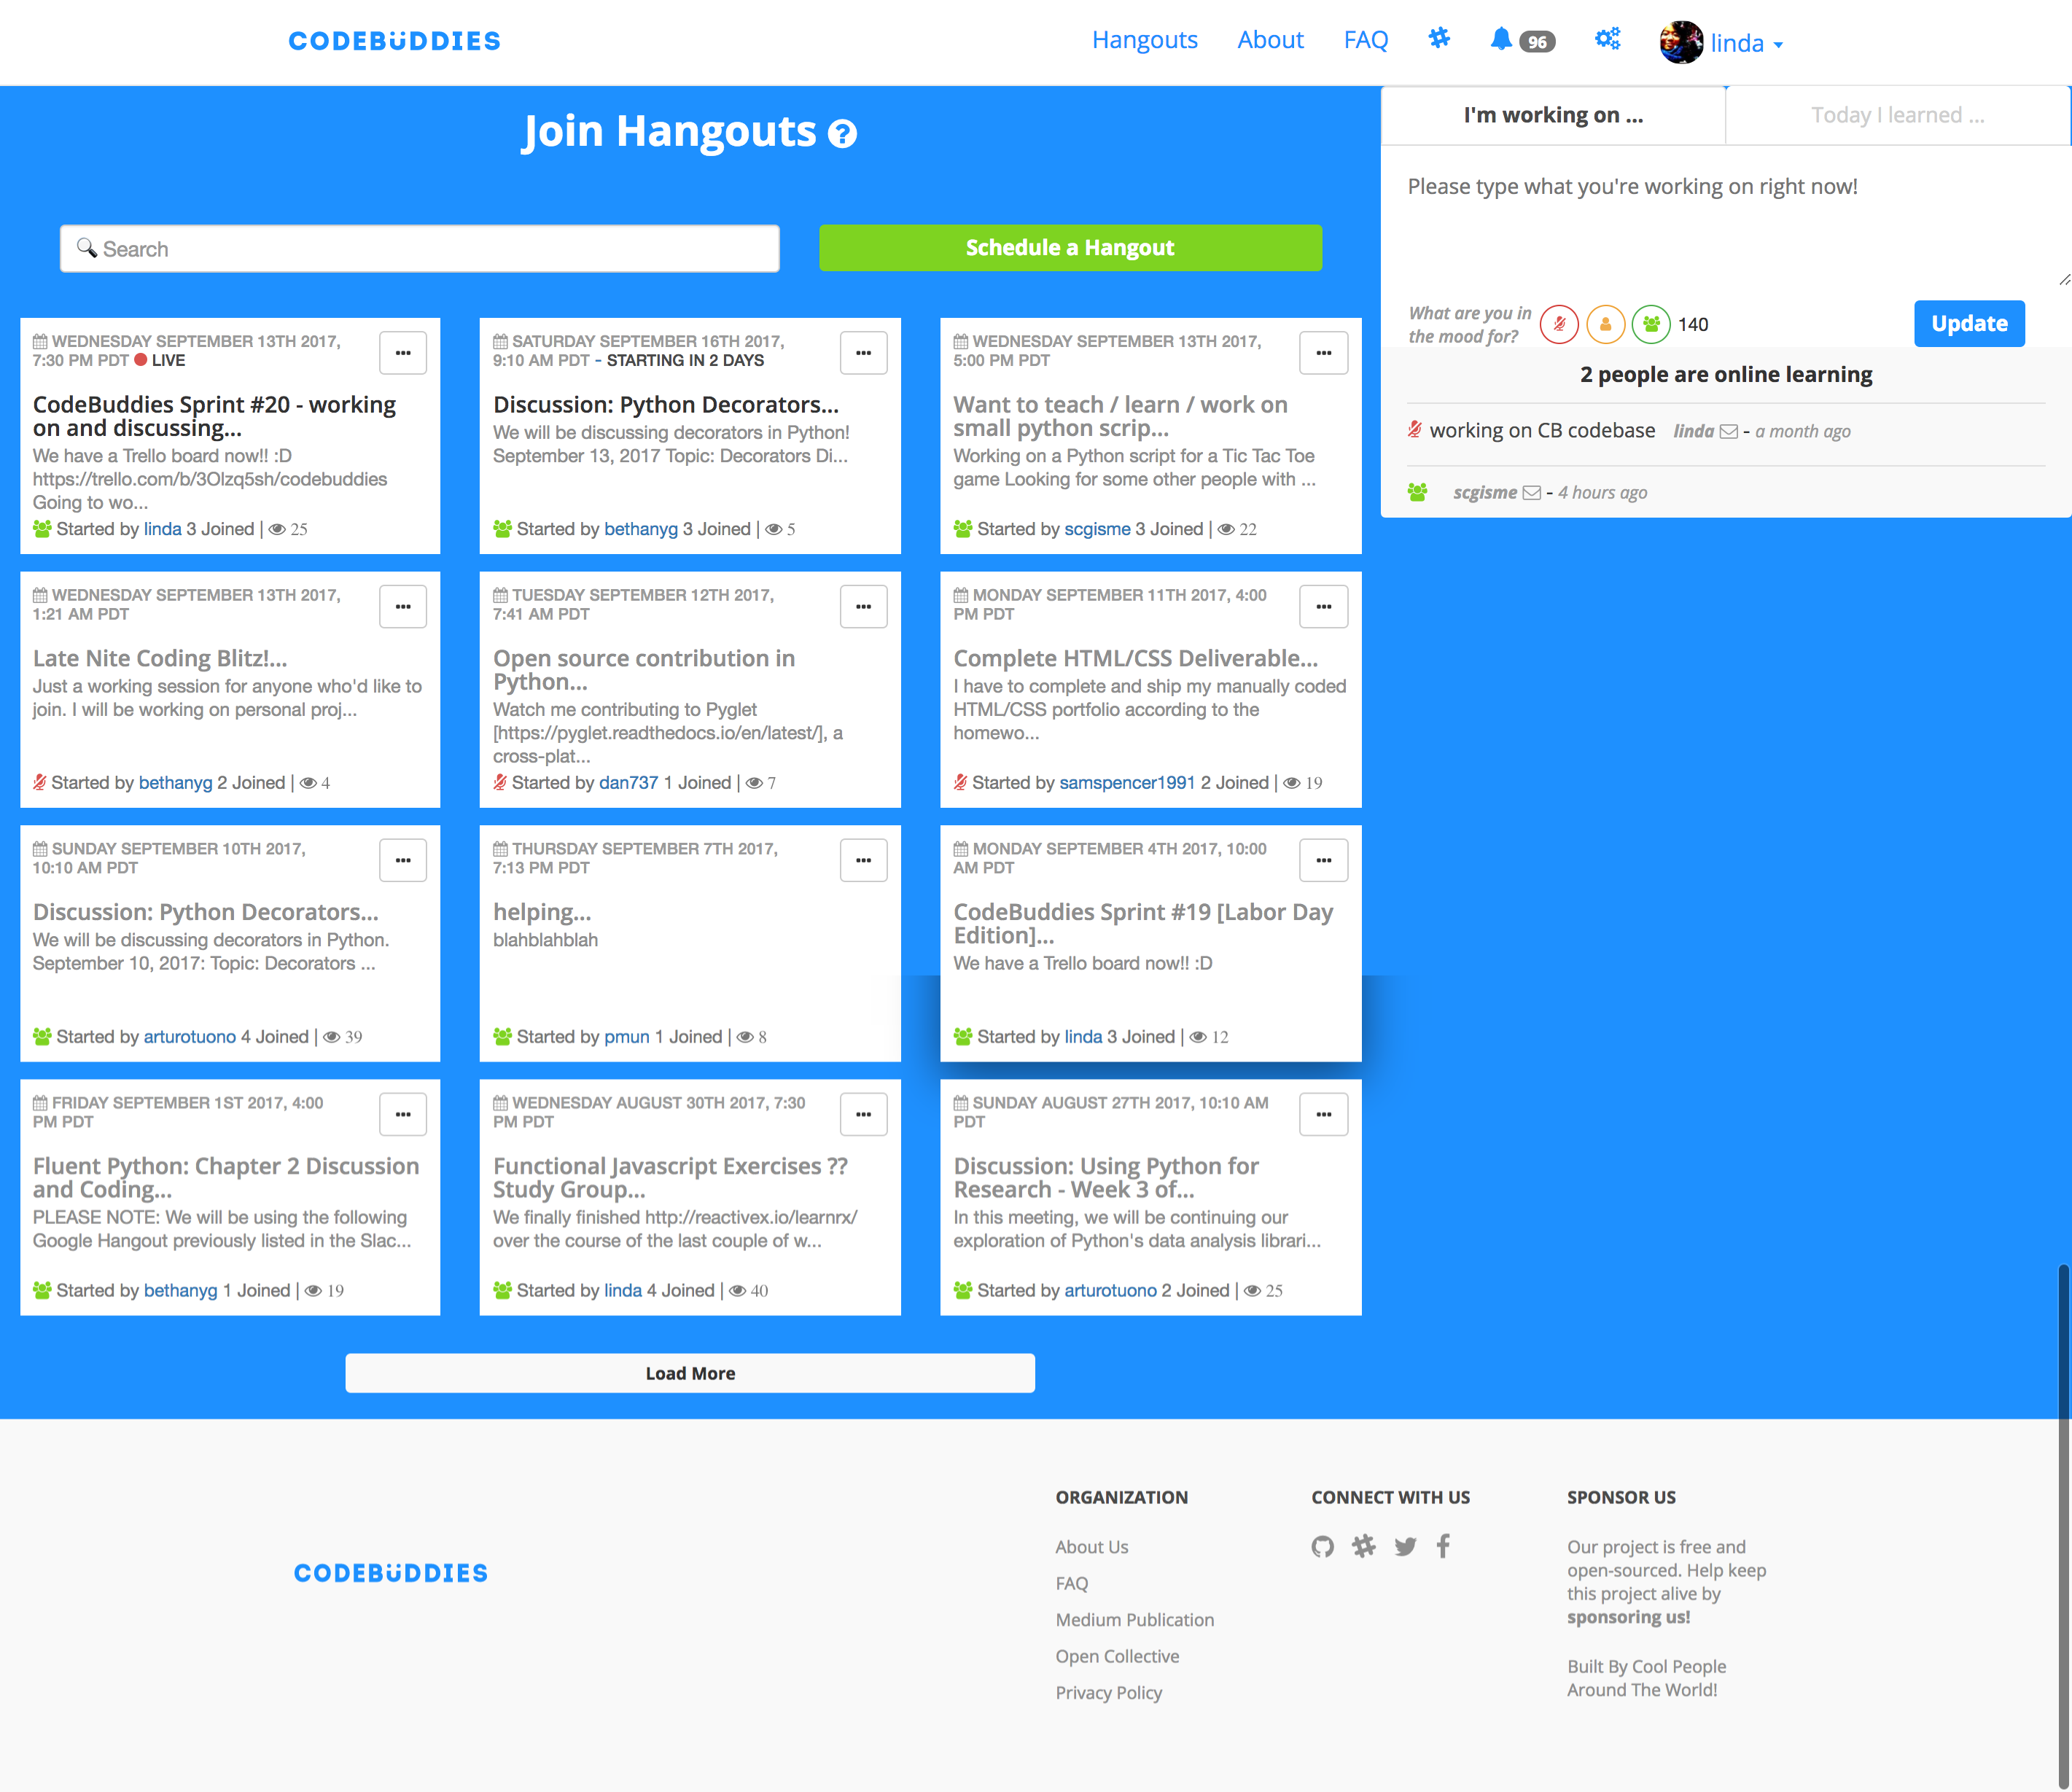 CODEBÜDDIES
Hangouts About FAQ 96 linda
Join Hangouts ?
Search
Schedule a Hangout
WEDNESDAY SEPTEMBER 13TH 2017,
7:30 PM PDT LIVE
...
CodeBuddies Sprint #20 - working
on and discussing...
We have a Trello board now!! :D
https://trello.com/b/3Olzq5sh/codebuddies
Going to wo...
Started by linda 3 Joined | 25
SATURDAY SEPTEMBER 16TH 2017,
9:10 AM PDT - STARTING IN 2 DAYS
...
Discussion: Python Decorators...
We will be discussing decorators in Python!
September 13, 2017 Topic: Decorators Di...
Started by bethanyg 3 Joined | 5
WEDNESDAY SEPTEMBER 13TH 2017,
5:00 PM PDT
...
Want to teach / learn / work on
small python scrip...
Working on a Python script for a Tic Tac Toe
game Looking for some other people with ...
Started by scgisme 3 Joined | 22
WEDNESDAY SEPTEMBER 13TH 2017,
1:21 AM PDT
...
Late Nite Coding Blitz!...
Just a working session for anyone who'd like to
join. I will be working on personal proj...
Started by bethanyg 2 Joined | 4
TUESDAY SEPTEMBER 12TH 2017,
7:41 AM PDT
...
Open source contribution in
Python...
Watch me contributing to Pyglet
[https://pyglet.readthedocs.io/en/latest/], a
cross-plat...
Started by dan737 1 Joined | 7
MONDAY SEPTEMBER 11TH 2017, 4:00
PM PDT
...
Complete HTML/CSS Deliverable...
I have to complete and ship my manually coded
HTML/CSS portfolio according to the
homewo...
Started by samspencer1991 2 Joined | 19
SUNDAY SEPTEMBER 10TH 2017,
10:10 AM PDT
...
Discussion: Python Decorators...
We will be discussing decorators in Python.
September 10, 2017: Topic: Decorators ...
Started by arturotuono 4 Joined | 39
THURSDAY SEPTEMBER 7TH 2017,
7:13 PM PDT
...
helping...
blahblahblah
Started by pmun 1 Joined | 8
MONDAY SEPTEMBER 4TH 2017, 10:00
AM PDT
...
CodeBuddies Sprint #19 [Labor Day
Edition]...
We have a Trello board now!! :D
Started by linda 3 Joined | 12
FRIDAY SEPTEMBER 1ST 2017, 4:00
PM PDT
...
Fluent Python: Chapter 2 Discussion
and Coding...
PLEASE NOTE: We will be using the following
Google Hangout previously listed in the Slac...
Started by bethanyg 1 Joined | 19
WEDNESDAY AUGUST 30TH 2017, 7:30
PM PDT
...
Functional Javascript Exercises ??
Study Group...
We finally finished http://reactivex.io/learnrx/
over the course of the last couple of w...
Started by linda 4 Joined | 40
SUNDAY AUGUST 27TH 2017, 10:10 AM
PDT
...
Discussion: Using Python for
Research - Week 3 of...
In this meeting, we will be continuing our
exploration of Python's data analysis librari...
Started by arturotuono 2 Joined | 25
Load More
I'm working on ...
Today I learned ...
Please type what you're working on right now!
What are you in
the mood for?
140
Update
2 people are online learning
working on CB codebase linda - a month ago
scgisme - 4 hours ago
CODEBÜDDIES
ORGANIZATION
About Us
FAQ
Medium Publication
Open Collective
Privacy Policy
CONNECT WITH US
SPONSOR US
Our project is free and
open-sourced. Help keep
this project alive by
sponsoring us!
Built By Cool People
Around The World!